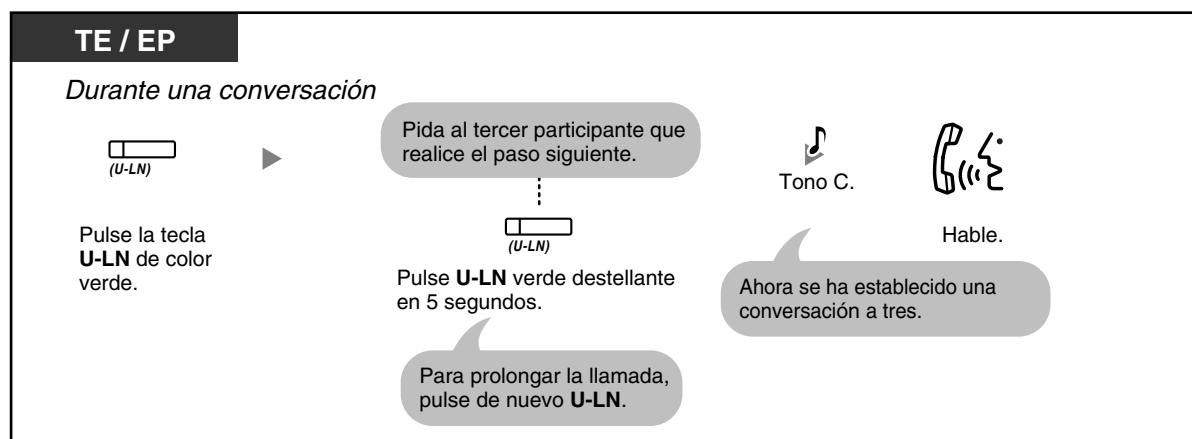 TE / EP
Durante una conversación
(U-LN)
Pulse la tecla
U-LN de color
verde.
Pida al tercer participante que
realice el paso siguiente.
(U-LN)
Pulse U-LN verde destellante
en 5 segundos.
Para prolongar la llamada,
pulse de nuevo U-LN.
Tono C.
Hable.
Ahora se ha establecido una
conversación a tres.